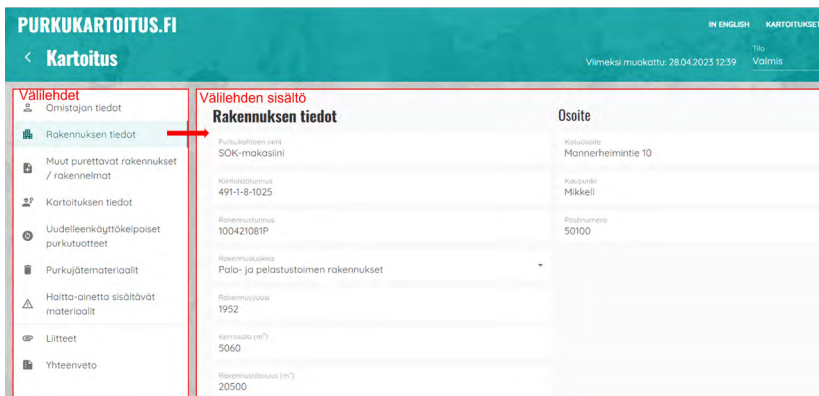 PURKUKARTOITUS.FI
IN ENGLISH KARTOITUKSET
Kartoitus
Viimeksi muokattu: 28.04.2023 12:39
Tila
Valmis
Välilehdet
Omistajan tiedot
Rakennuksen tiedot
Muut purettavat rakennukset
/ rakennelmat
Kartoituksen tiedot
Uudelleenkäyttökelpoiset
purkutuotteet
Purkujätemateriaalit
Haitta-ainetta sisältävät
materiaalit
Liitteet
Yhteenveto
Välilehden sisältö
Rakennuksen tiedot
Purkukohteen nimi
SOK-makasiini
Kiinteistötunnus
491-1-8-1025
Rakennustunnus
100421081P
Rakennusluokka
Palo- ja pelastustoimen rakennukset
Rakennusvuosi
1952
Kerrosala (m²)
5060
Rakennustilavuus (m³)
20500
Osoite
Katuosoite
Mannerheimintie 10
Kaupunki
Mikkeli
Postinumero
50100